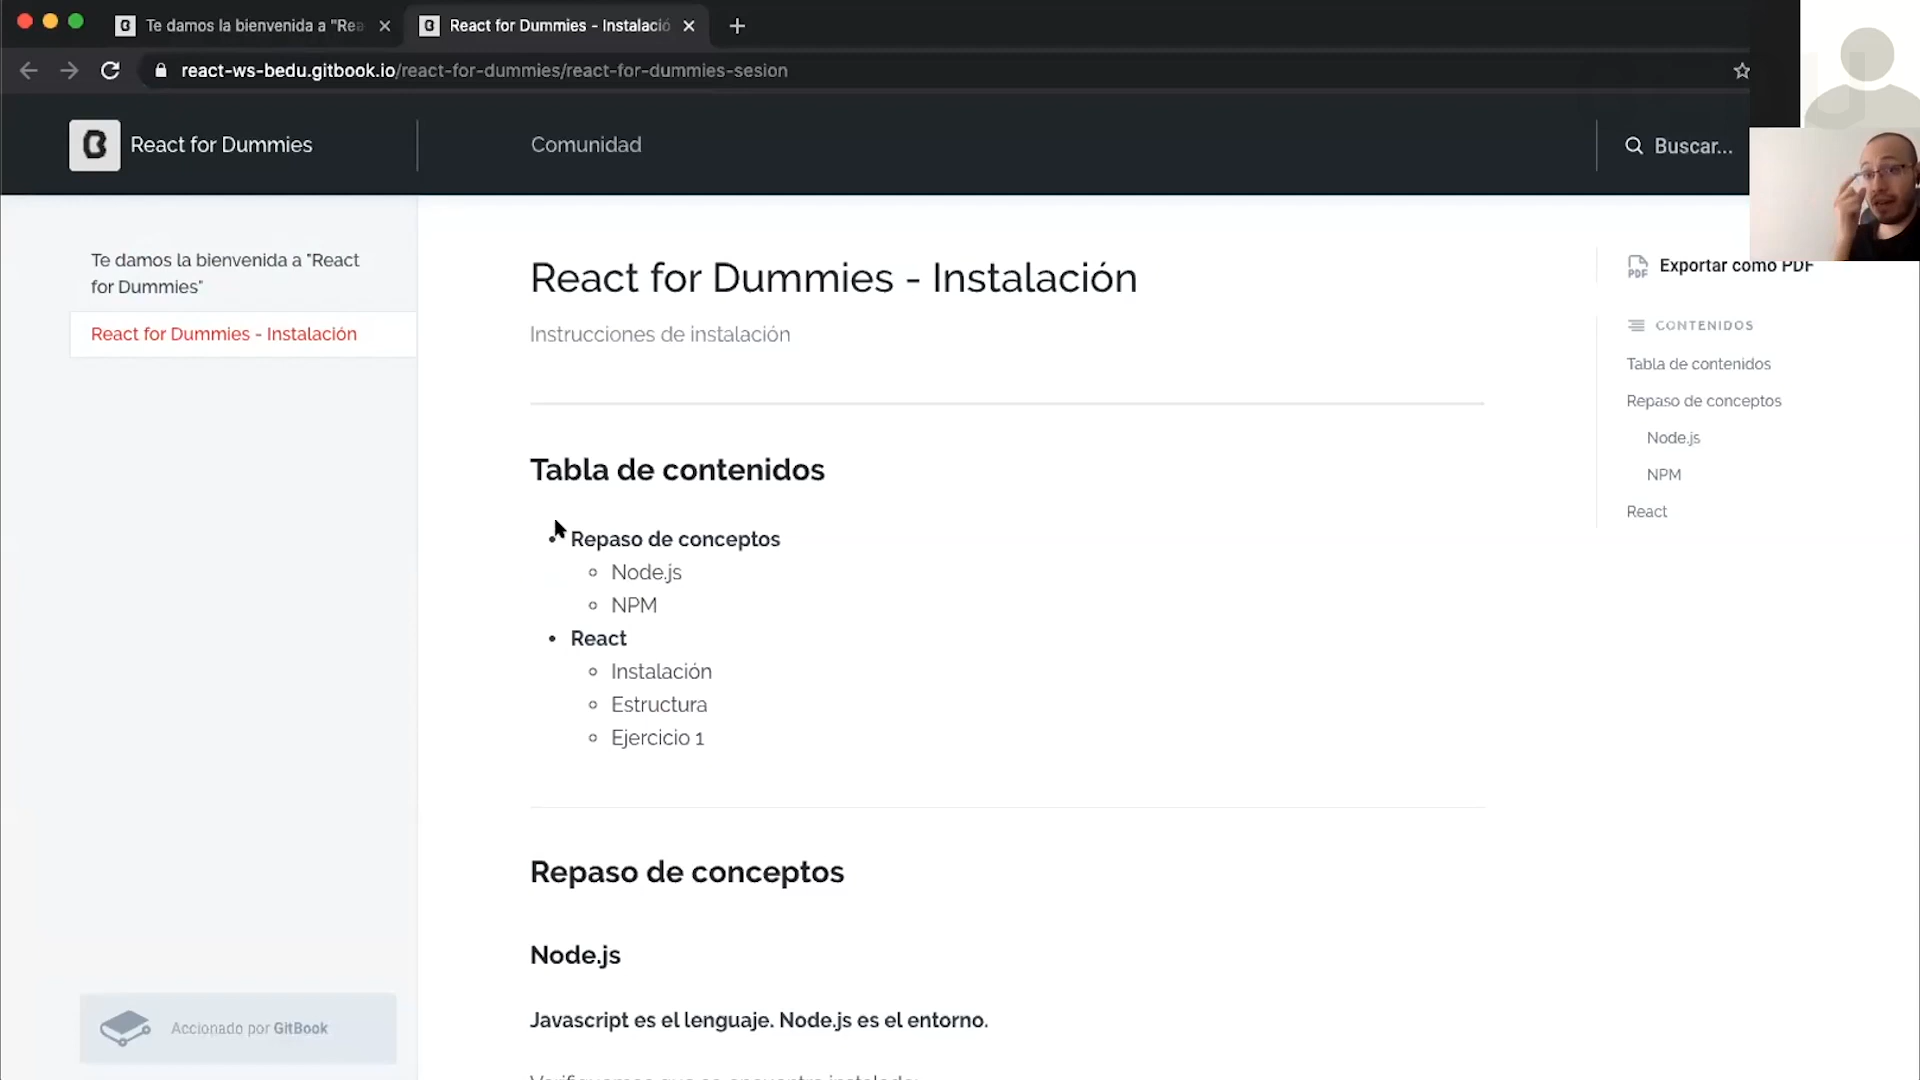 Te damos la bienvenida a "Rea
React for Dummies - Instalació
react-ws-bedu.gitbook.io/react-for-dummies/react-for-dummies-sesion
React for Dummies
Comunidad
Buscar...
Te damos la bienvenida a "React
for Dummies"
React for Dummies - Instalación
React for Dummies - Instalación
Instrucciones de instalación
Tabla de contenidos
Repaso de conceptos
Node.js
NPM
React
Instalación
Estructura
Ejercicio 1
Repaso de conceptos
Node.js
Javascript es el lenguaje. Node.js es el entorno.
PDF
Exportar como PDF
CONTENIDOS
Tabla de contenidos
Repaso de conceptos
Node.js
NPM
React
Accionado por GitBook